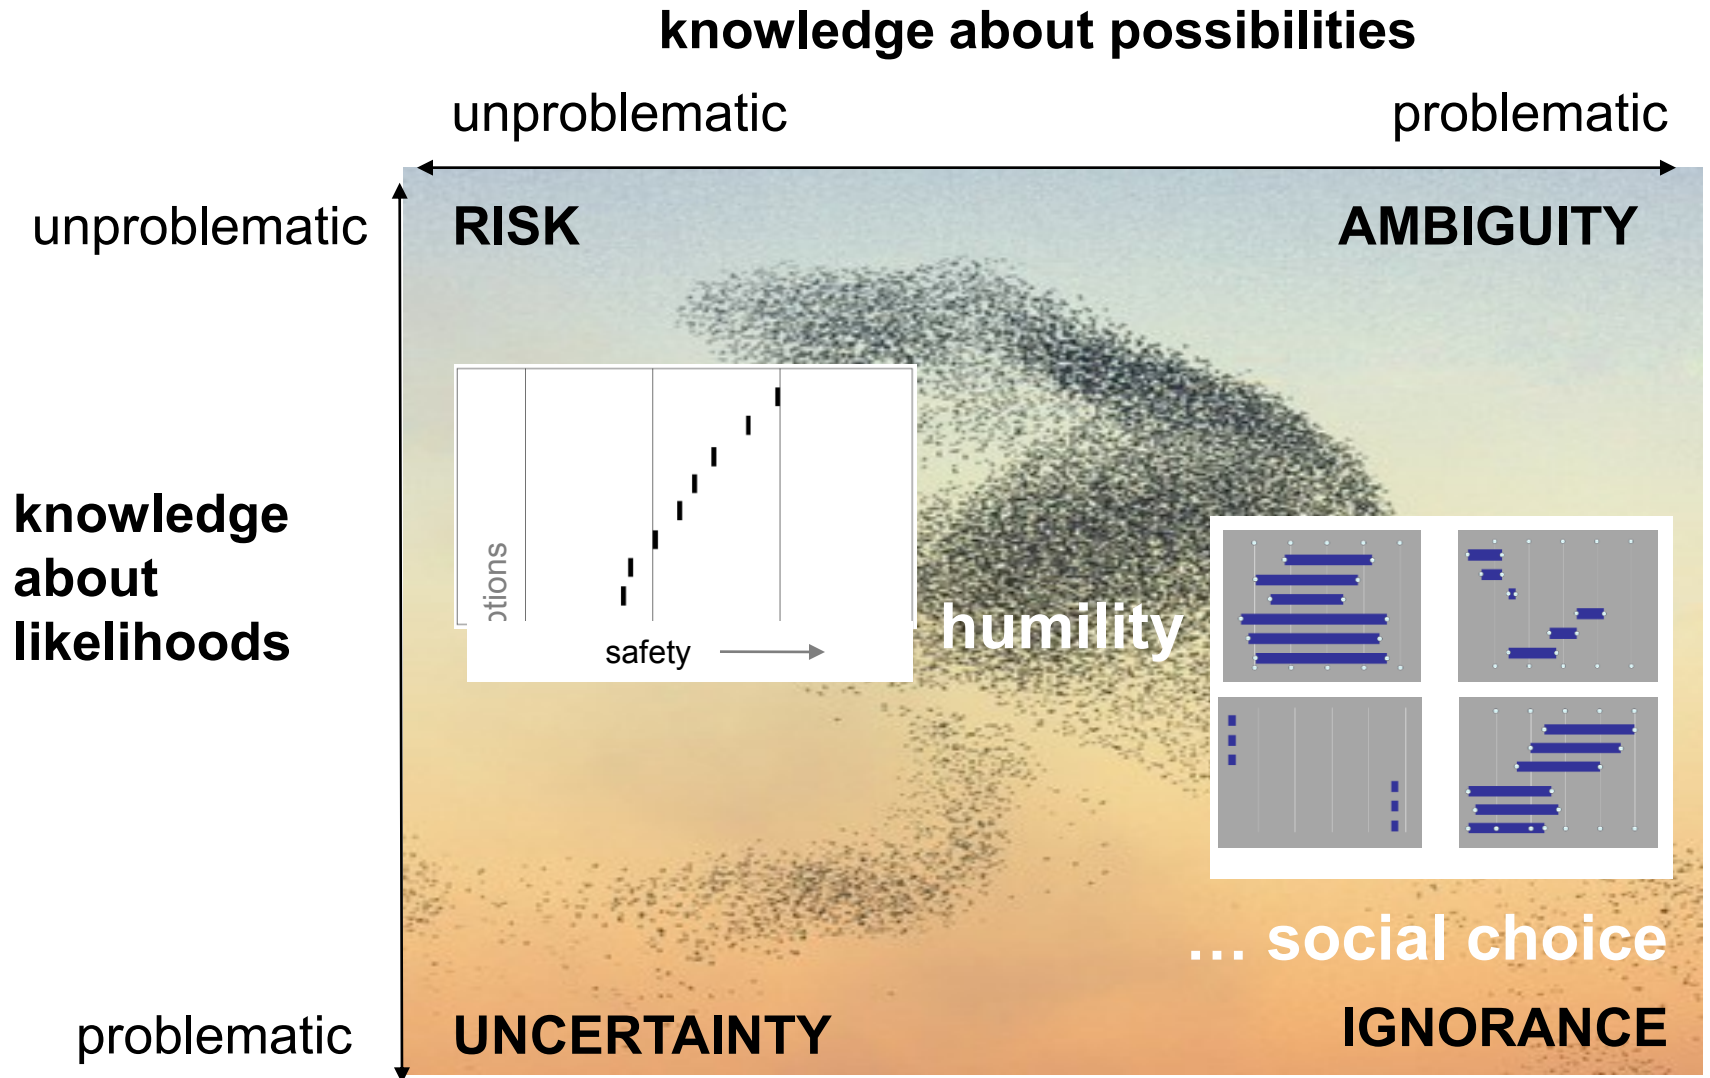 knowledge about possibilities
unproblematic
problematic
unproblematic
RISK
AMBIGUITY
knowledge
about
likelihoods
safety
humility
... social choice
problematic
UNCERTAINTY
IGNORANCE